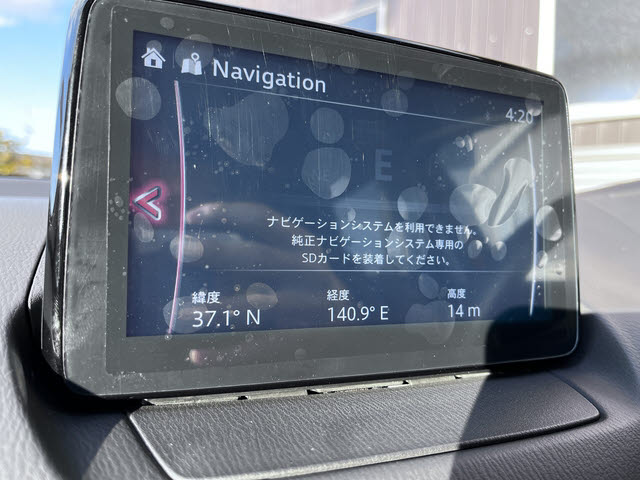 Navigation
4:20
E
ナビゲーションシステムを利用できません。
純正ナビゲーションシステム専用の
SDカードを装着してください。
緯度 経度 高度
37.1° N 140.9° E 14 m